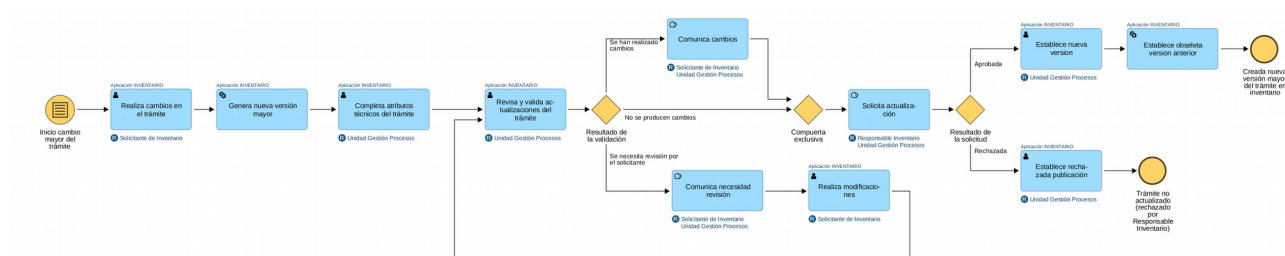 Inicio cambio
mayor del
trámite
Aplicación INVENTARIO
Realiza cambios en
el trámite
R Solicitante de Inventario
Aplicación INVENTARIO
Genera nueva versión
mayor
Aplicación INVENTARIO
Completa atributos
técnicos del trámite
R Unidad Gestión Procesos
Aplicación INVENTARIO
Revisa y valida ac-
tualizaciones del
trámite
R Unidad Gestión Procesos
Resultado de
la validación
Se han realizado
cambios
Comunica cambios
R Solicitante de Inventario
Unidad Gestión Procesos
No se producen cambios
Se necesita revisión por
el solicitante
Comunica necesidad
revisión
R Solicitante de Inventario
Unidad Gestión Procesos
Aplicación INVENTARIO
Realiza modificacio-
nes
R Solicitante de Inventario
Compuerta
exclusiva
Solicita actualiza-
ción
R Responsable Inventario
Unidad Gestión Procesos
Resultado de
la solicitud
Aprobada
Aplicación INVENTARIO
Establece nueva
version
R Unidad Gestión Procesos
Aplicación INVENTARIO
Establece obseleta
version anterior
Creada nueva
versión mayor
del trámite en
inventario
Rechazada
Aplicación INVENTARIO
Establece recha-
zada publicación
R Unidad Gestión Procesos
Trámite no
actualizado
(rechazado
por
Responsable
Inventario)